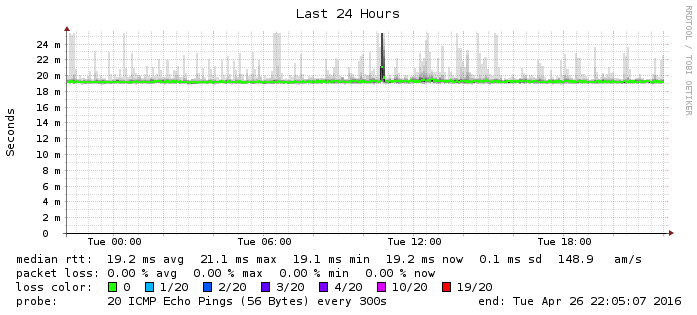 Last 24 Hours
RRDTOOL / TOBI OETIKER
Seconds
24 m
22 m
20 m
18 m
16 m
14 m
12 m
10 m
8 m
6 m
4 m
2 m
0
Tue 00:00 Tue 06:00 Tue 12:00 Tue 18:00
median rtt: 19.2 ms avg 21.1 ms max 19.1 ms min 19.2 ms now 0.1 ms sd 148.9 am/s
packet loss: 0.00 % avg 0.00 % max 0.00 % min 0.00 % now
loss color: 0 1/20 2/20 3/20 4/20 10/20 19/20
probe: 20 ICMP Echo Pings (56 Bytes) every 300s end: Tue Apr 26 22:05:07 2016